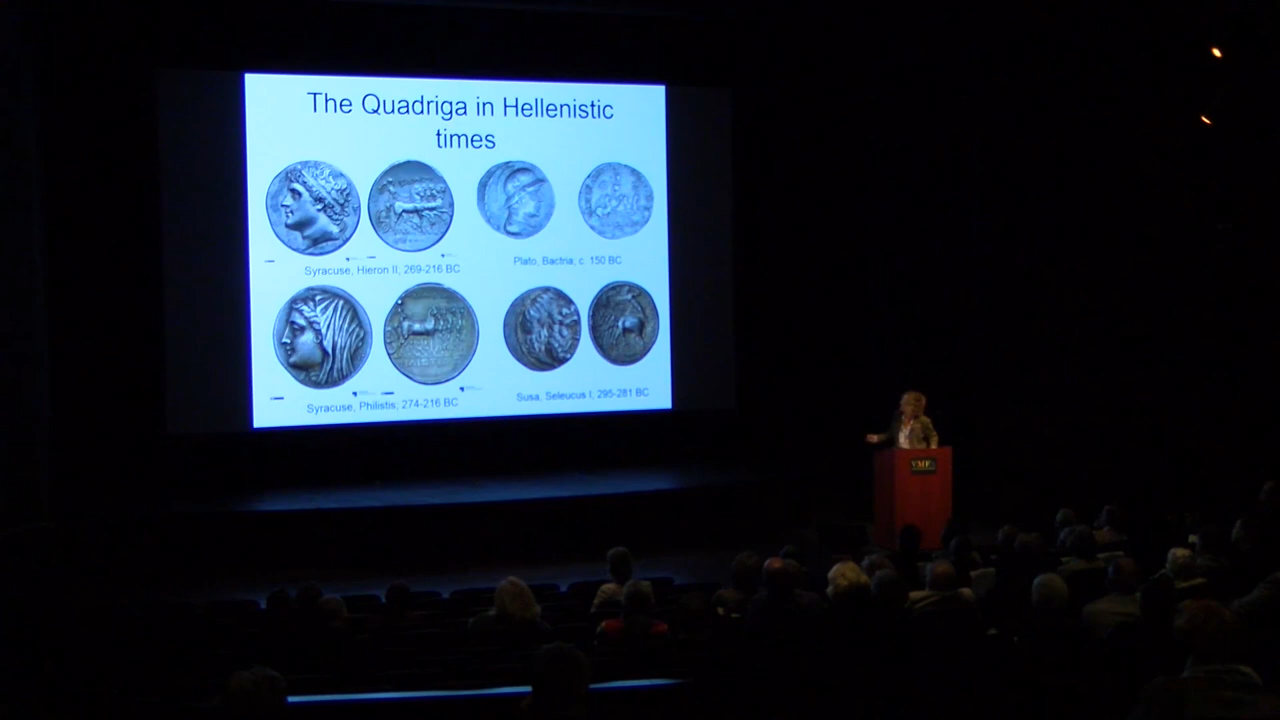 The Quadriga in Hellenistic
times
Syracuse, Hieron II, 269-216 BC
Plato, Bactria, c. 150 BC
Syracuse, Philistis, 274-216 BC
Susa, Seleucus I, 295-281 BC
VMFA